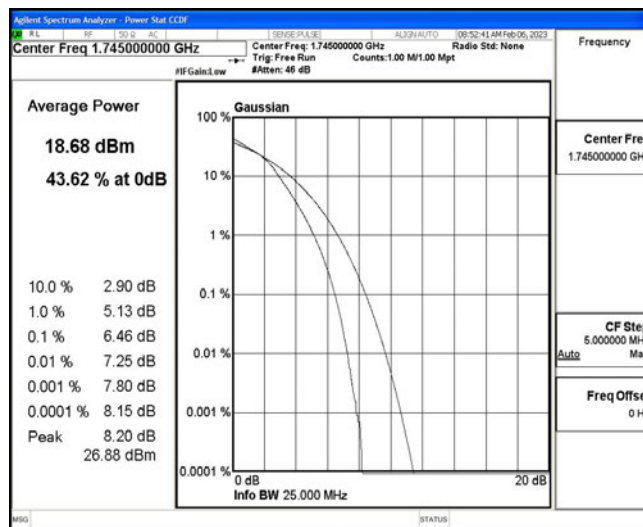 Agilent Spectrum Analyzer - Power Stat CCDF
RL RF 50 Ω AC SENSE:PULSE ALIGN AUTO 08:52:41 AM Feb 06, 2023
Center Freq 1.745000000 GHz
Center Freq: 1.745000000 GHz Radio Std: None
Trig: Free Run Counts:1.00 M/1.00 Mpt
#IFGain:Low #Atten: 46 dB
Frequency
Average Power
18.68 dBm
43.62 % at 0dB
10.0 % 2.90 dB
1.0 % 5.13 dB
0.1 % 6.46 dB
0.01 % 7.25 dB
0.001 % 7.80 dB
0.0001 % 8.15 dB
Peak 8.20 dB
26.88 dBm
Gaussian
100 %
10 %
1 %
0.1 %
0.01 %
0.001 %
0.0001 %
0 dB 20 dB
Info BW 25.000 MHz
Center Fre
1.745000000 GH
CF Ste
5.000000 MH
Auto Ma
Freq Offse
0 H
MSG STATUS